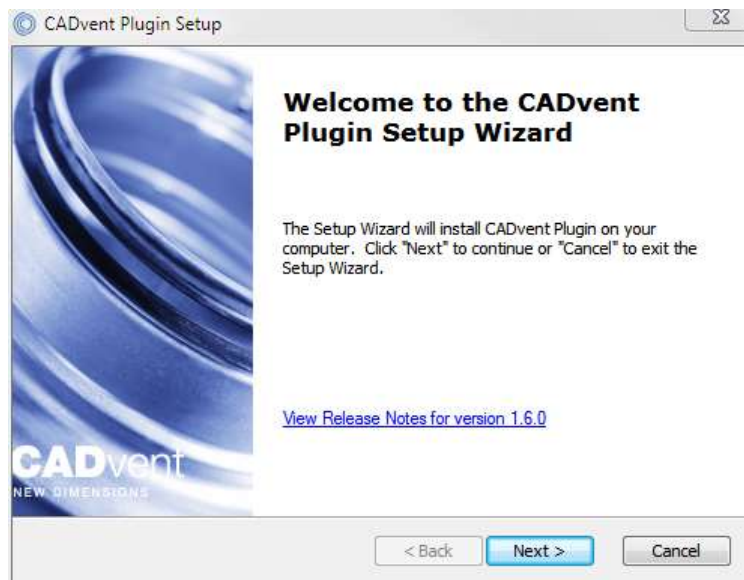 CADvent Plugin Setup
Welcome to the CADvent
Plugin Setup Wizard
The Setup Wizard will install CADvent Plugin on your
computer. Click "Next" to continue or "Cancel" to exit the
Setup Wizard.
View Release Notes for version 1.6.0
CADvent
NEW DIMENSIONS
< Back
Next >
Cancel